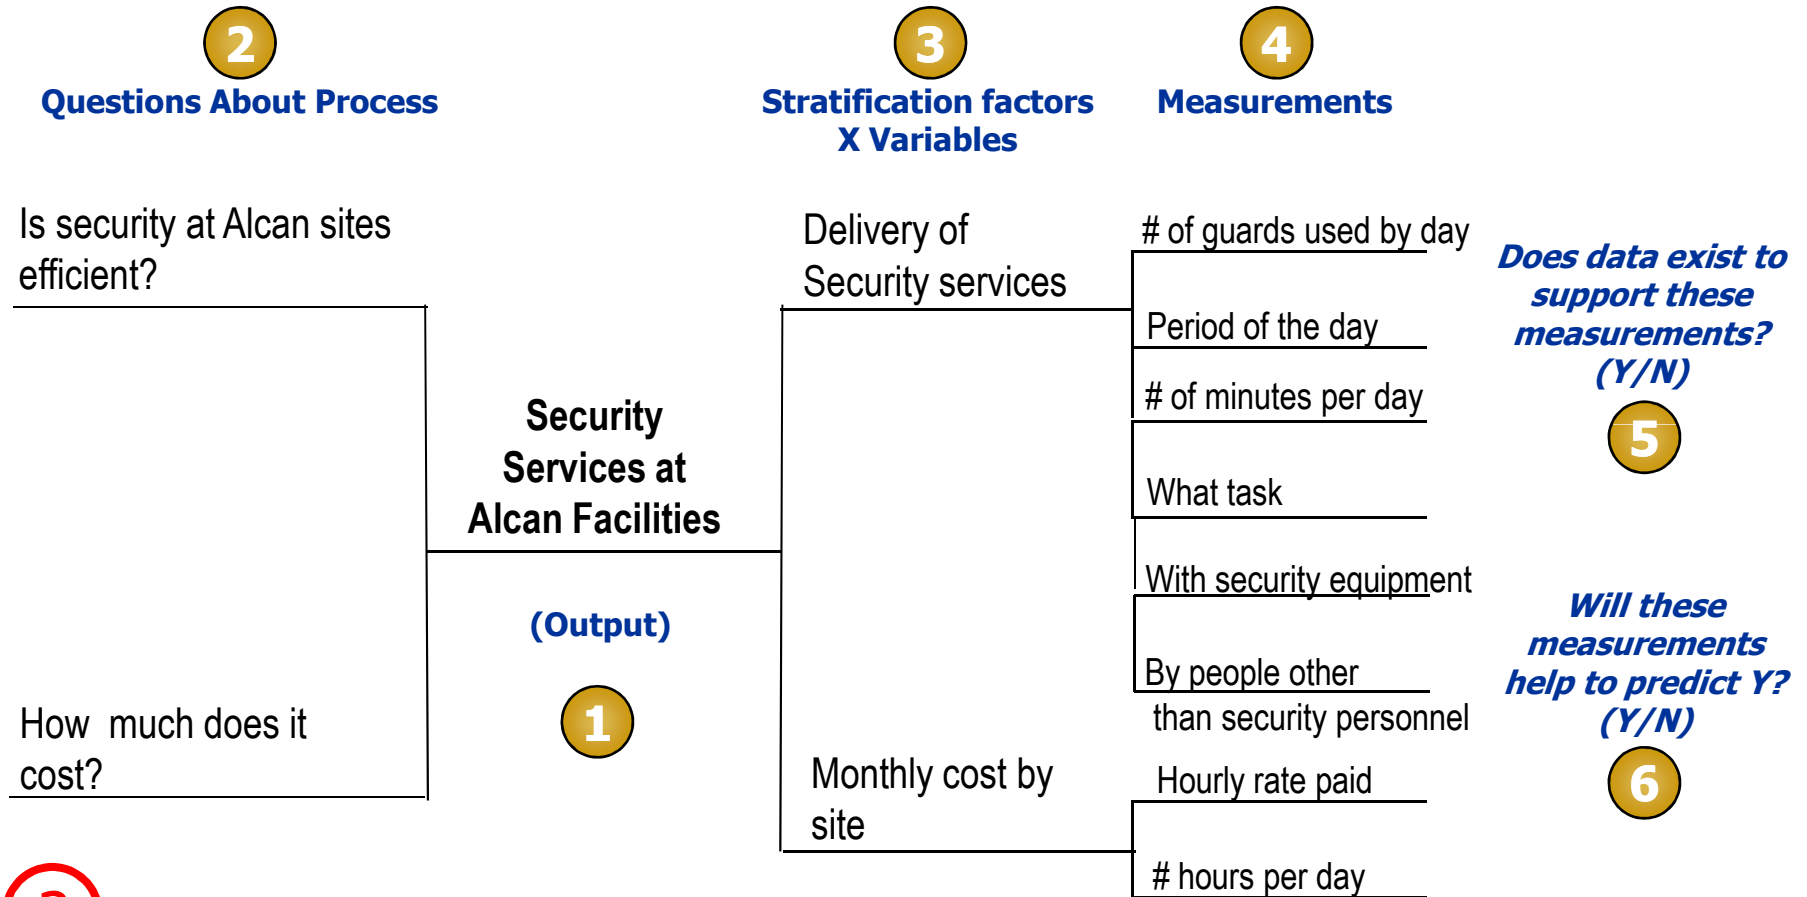 2
Questions About Process
3
Stratification factors
X Variables
4
Measurements
Is security at Alcan sites
efficient?
How much does it
cost?
Security
Services at
Alcan Facilities
(Output)
1
Delivery of
Security services
Monthly cost by
site
# of guards used by day
Period of the day
# of minutes per day
What task
With security equipment
By people other
than security personnel
Hourly rate paid
# hours per day
Does data exist to
support these
measurements?
(Y/N)
5
Will these
measurements
help to predict Y?
(Y/N)
6